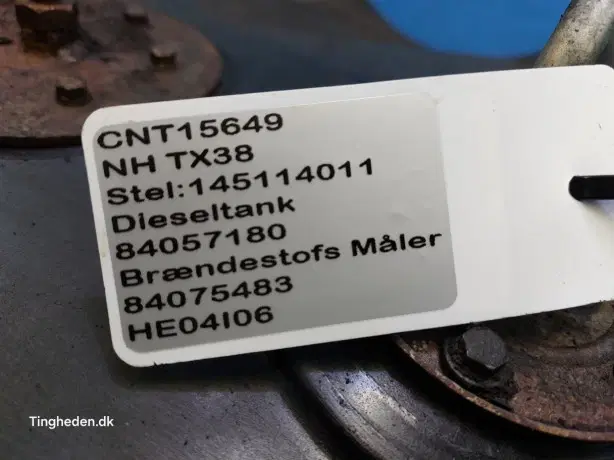 CNT15649
NH TX38
Stel:145114011
Dieseltank
84057180
Brændestofs Måler
84075483
HE04I06
Tingheden.dk